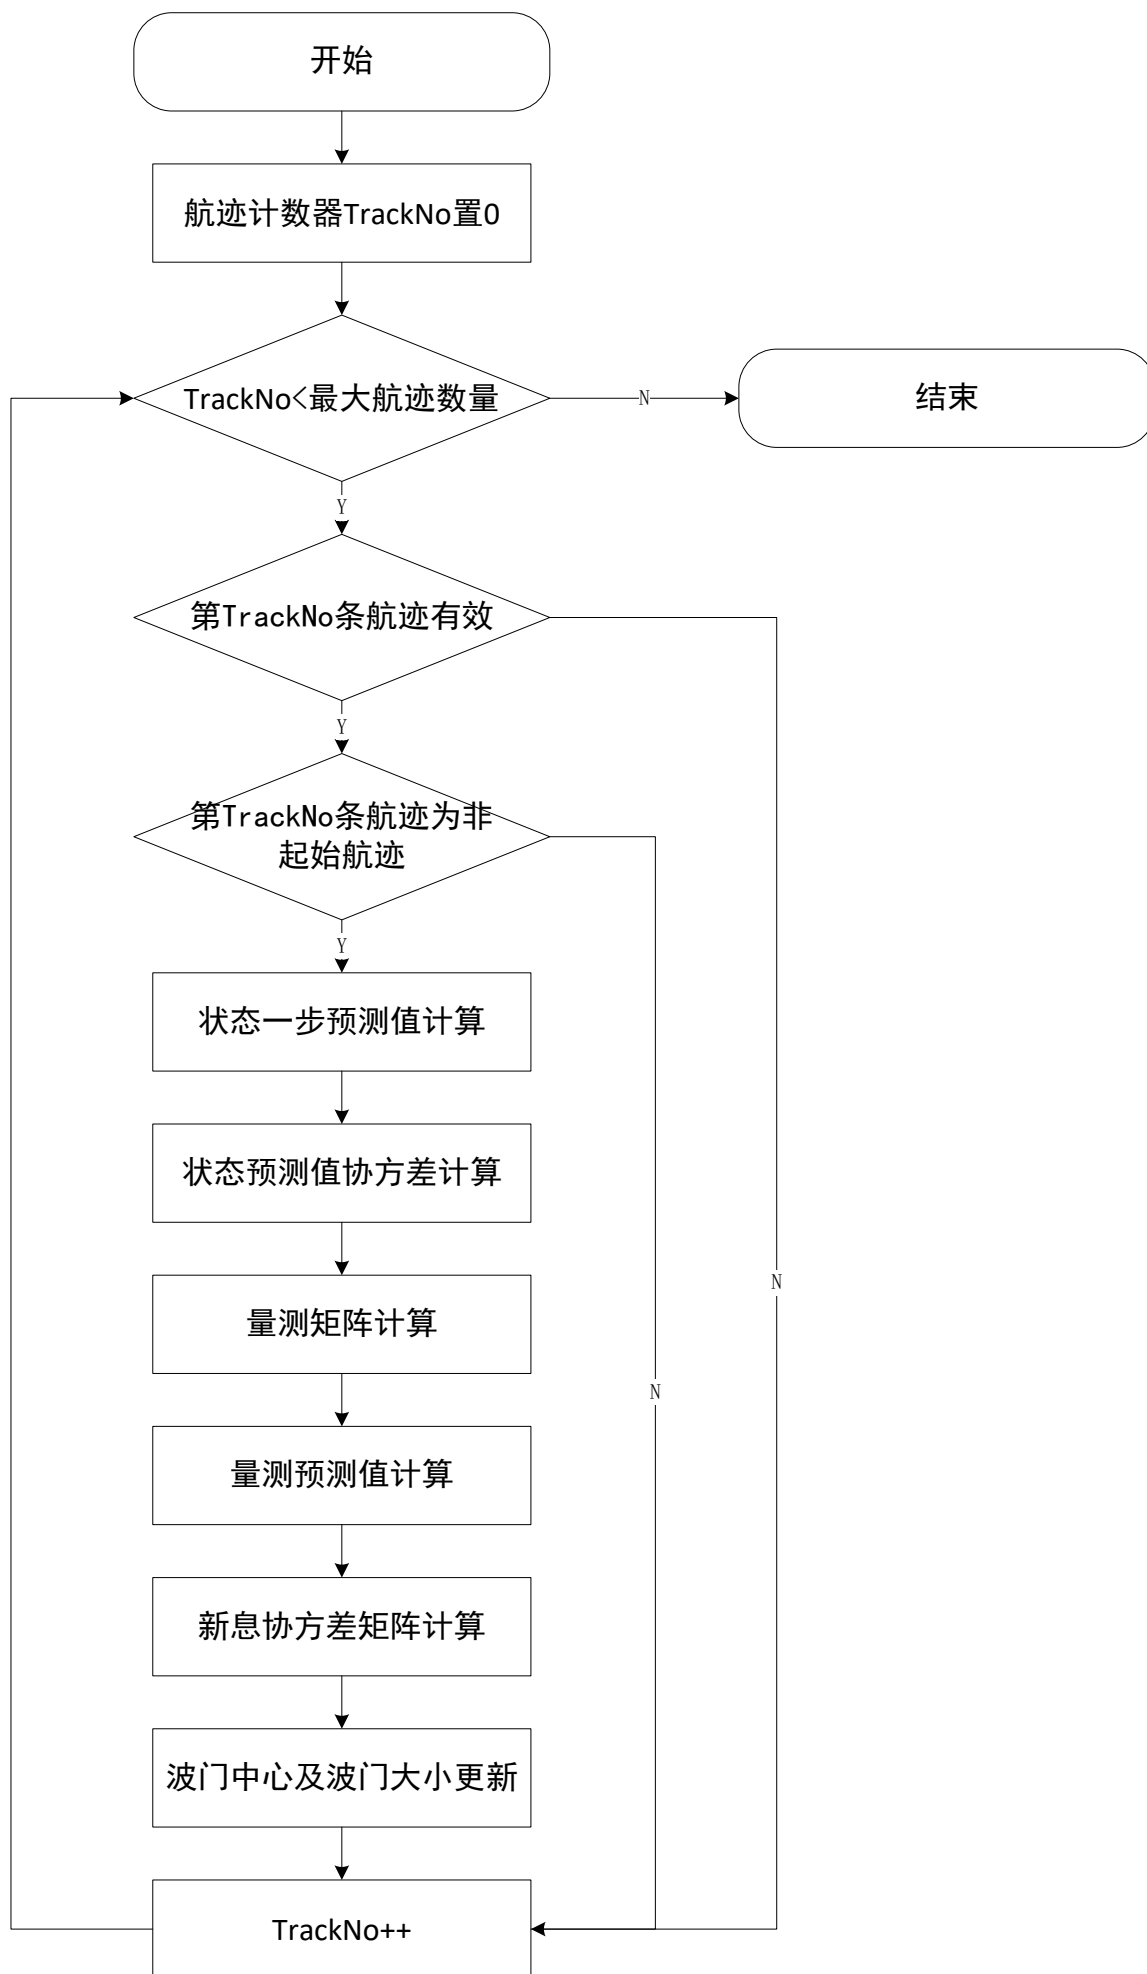 开始
航迹计数器TrackNo置0
TrackNo<最大航迹数量
N
结束
Y
第TrackNo条航迹有效
Y
第TrackNo条航迹为非
起始航迹
Y
状态一步预测值计算
状态预测值协方差计算
N
量测矩阵计算
N
量测预测值计算
新息协方差矩阵计算
波门中心及波门大小更新
TrackNo++